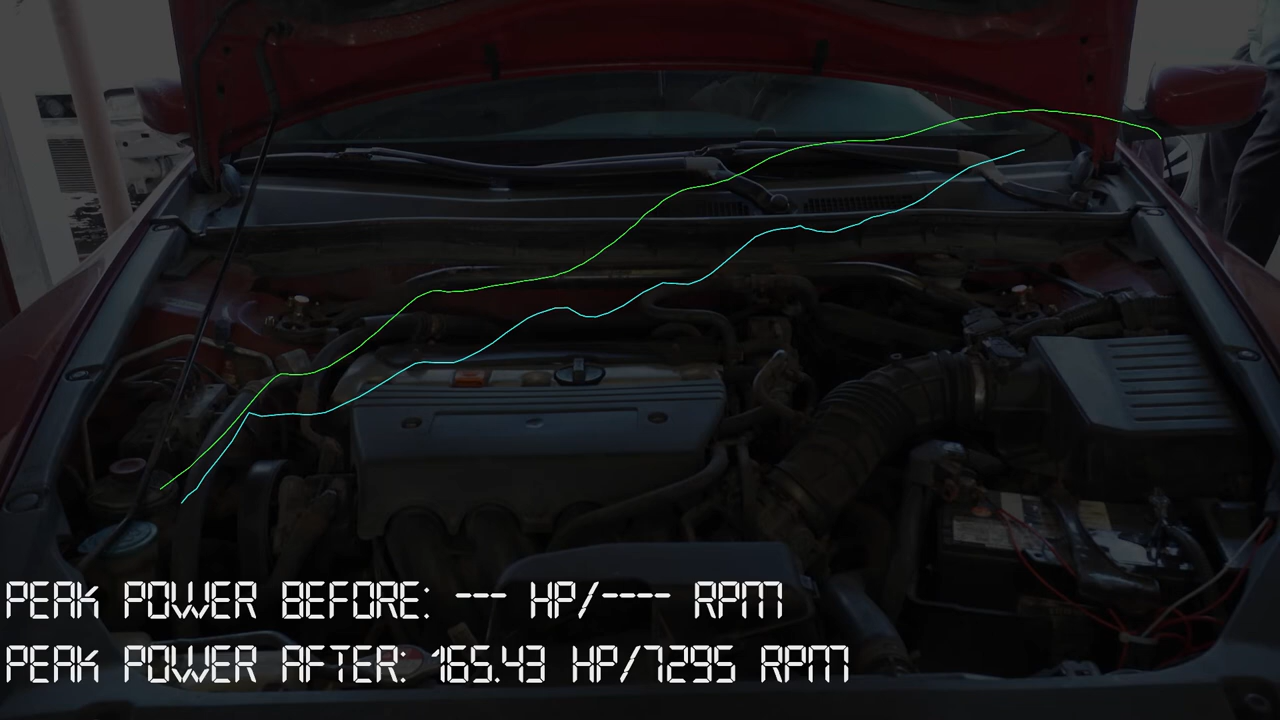 PEAK POWER BEFORE: --- HP/---- RPM
PEAK POWER AFTER: 165.43 HP/7295 RPM